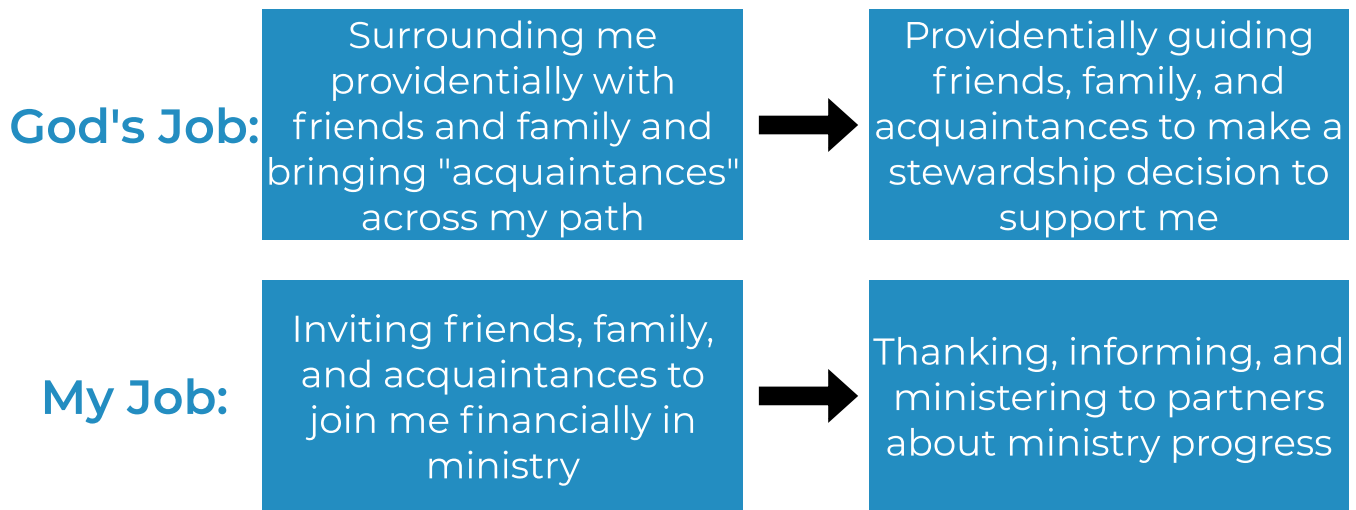 God's Job:
Surrounding me
providentially with
friends and family and
bringing "acquaintances"
across my path
Providentially guiding
friends, family, and
acquaintances to make a
stewardship decision to
support me
My Job:
Inviting friends, family,
and acquaintances to
join me financially in
ministry
Thanking, informing, and
ministering to partners
about ministry progress